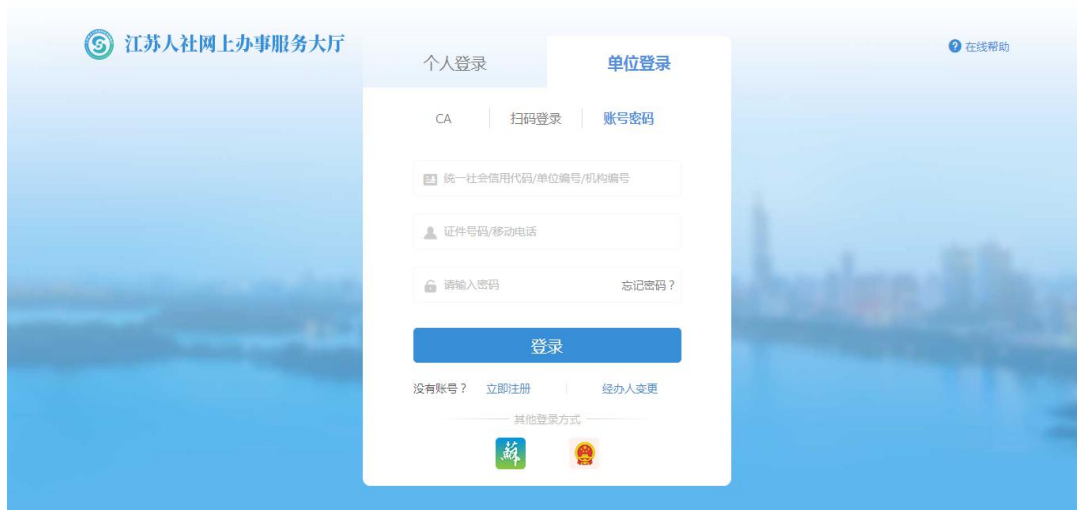 江苏人社网上办事服务大厅
在线帮助
个人登录 单位登录
CA 扫码登录 账号密码
统一社会信用代码/单位编号/机构编号
证件号码/移动电话
请输入密码 忘记密码？
登录
没有账号？ 立即注册 经办人变更
其他登录方式
蘇